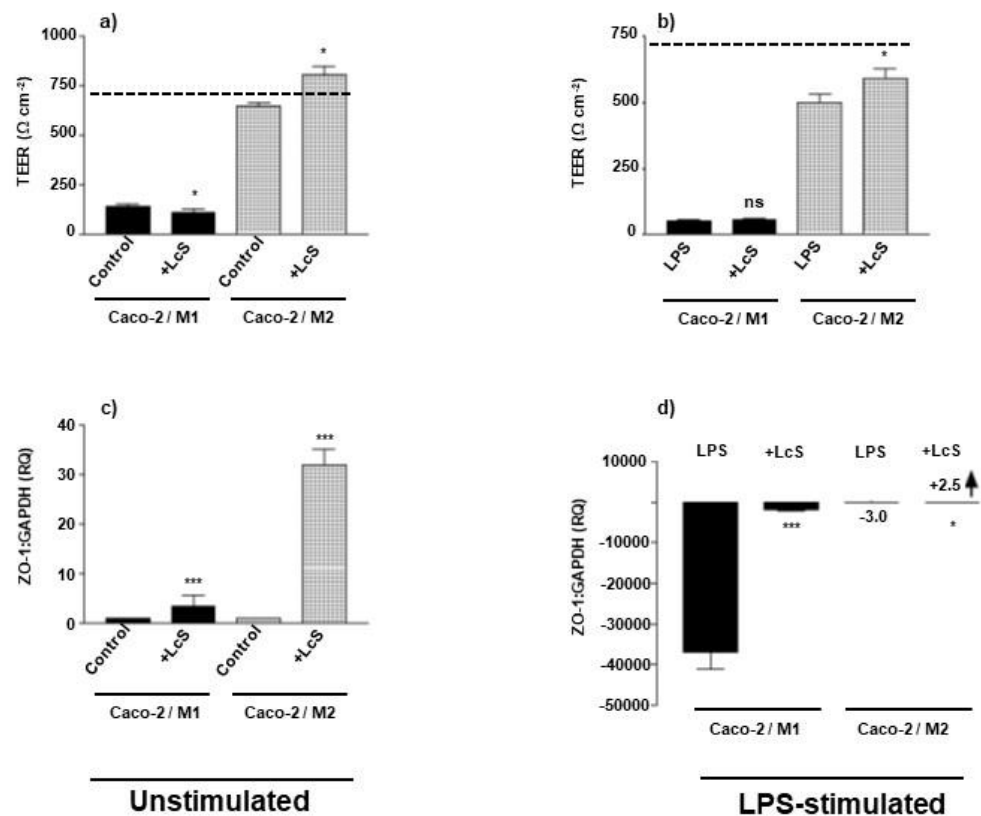 a)
1000
750
500
250
0
TEER (Ω cm⁻²)
*
*
Control
+LcS
Control
+LcS
Caco-2 / M1
Caco-2 / M2
b)
750
500
250
0
TEER (Ω cm⁻²)
ns
*
LPS
+LcS
LPS
+LcS
Caco-2 / M1
Caco-2 / M2
c)
40
30
20
10
0
ZO-1:GAPDH (RQ)
***
***
Control
+LcS
Control
+LcS
Caco-2 / M1
Caco-2 / M2
Unstimulated
d)
LPS
+LcS
LPS
+LcS
10000
-10000
-20000
-30000
-40000
-50000
ZO-1:GAPDH (RQ)
***
-3.0
+2.5
*
Caco-2 / M1
Caco-2 / M2
LPS-stimulated